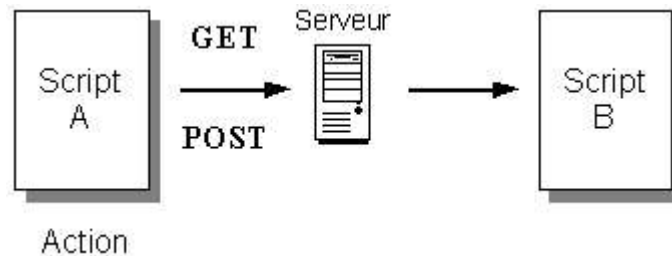 Serveur
GET
Script
A
POST
Script
B
Action